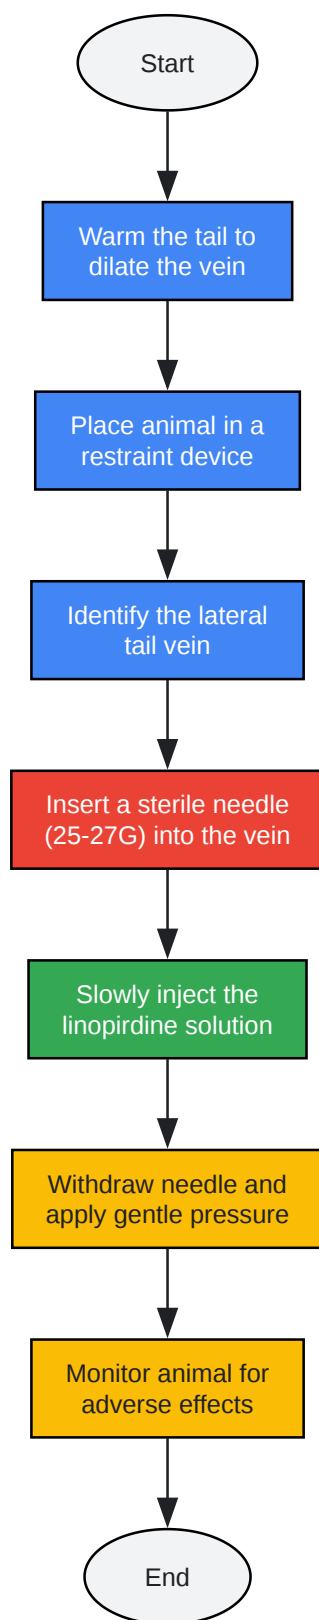 Start
Warm the tail to
dilate the vein
Place animal in a
restraint device
Identify the lateral
tail vein
Insert a sterile needle
(25-27G) into the vein
Slowly inject the
linopirdine solution
Withdraw needle and
apply gentle pressure
Monitor animal for
adverse effects
End